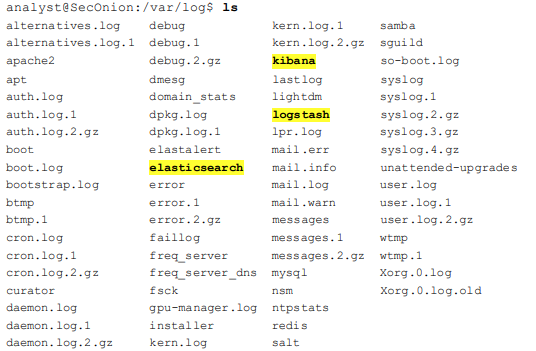 analyst@SecOnion:/var/log$ ls
alternatives.log debug kern.log.1 samba
alternatives.log.1 debug.1 kern.log.2.gz sguild
apache2 debug.2.gz kibana so-boot.log
apt dmesg lastlog syslog
auth.log domain_stats lightdm syslog.1
auth.log.1 dpkg.log logstash syslog.2.gz
auth.log.2.gz dpkg.log.1 lpr.log syslog.3.gz
boot elastalert mail.err syslog.4.gz
boot.log elasticsearch mail.info unattended-upgrades
bootstrap.log error mail.log user.log
btmp error.1 mail.warn user.log.1
btmp.1 error.2.gz messages user.log.2.gz
cron.log faillog messages.1 wtmp
cron.log.1 freq_server messages.2.gz wtmp.1
cron.log.2.gz freq_server_dns mysql Xorg.0.log
curator fsck nsm Xorg.0.log.old
daemon.log gpu-manager.log ntpstats
daemon.log.1 installer redis
daemon.log.2.gz kern.log salt